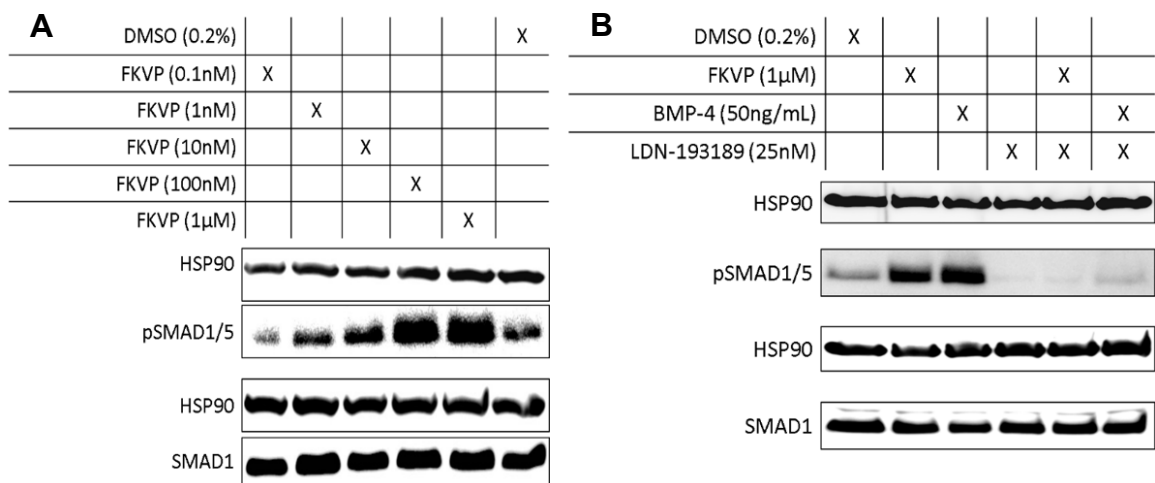 A
DMSO (0.2%) X
FKVP (0.1nM) X
FKVP (1nM) X
FKVP (10nM) X
FKVP (100nM) X
FKVP (1µM) X
HSP90
pSMAD1/5
HSP90
SMAD1
B
DMSO (0.2%) X
FKVP (1µM) X X
BMP-4 (50ng/mL) X X
LDN-193189 (25nM) X X X
HSP90
pSMAD1/5
HSP90
SMAD1